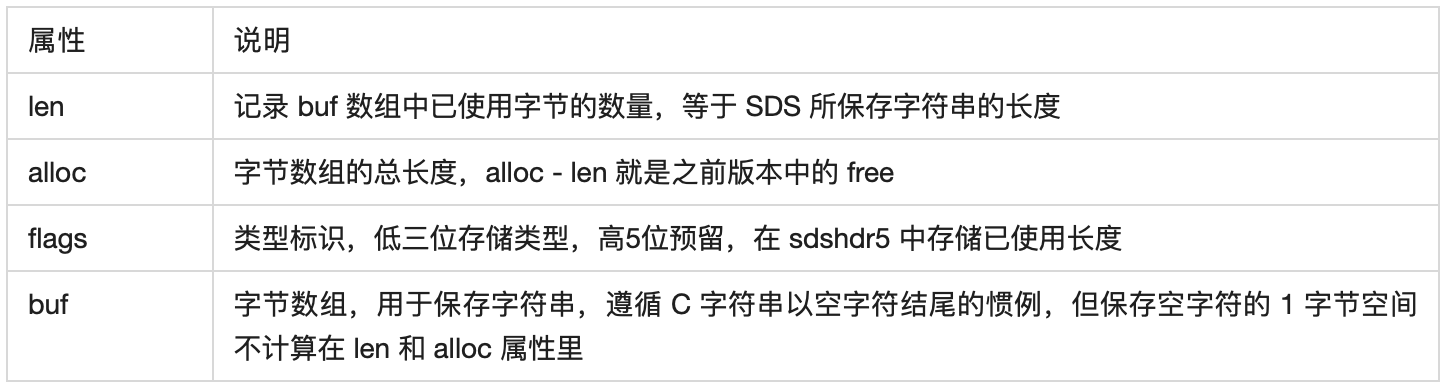 属性 说明
len 记录 buf 数组中已使用字节的数量，等于 SDS 所保存字符串的长度
alloc 字节数组的总长度，alloc - len 就是之前版本中的 free
flags 类型标识，低三位存储类型，高5位预留，在 sdshdr5 中存储已使用长度
buf 字节数组，用于保存字符串，遵循 C 字符串以空字符结尾的惯例，但保存空字符的 1 字节空间
不计算在 len 和 alloc 属性里